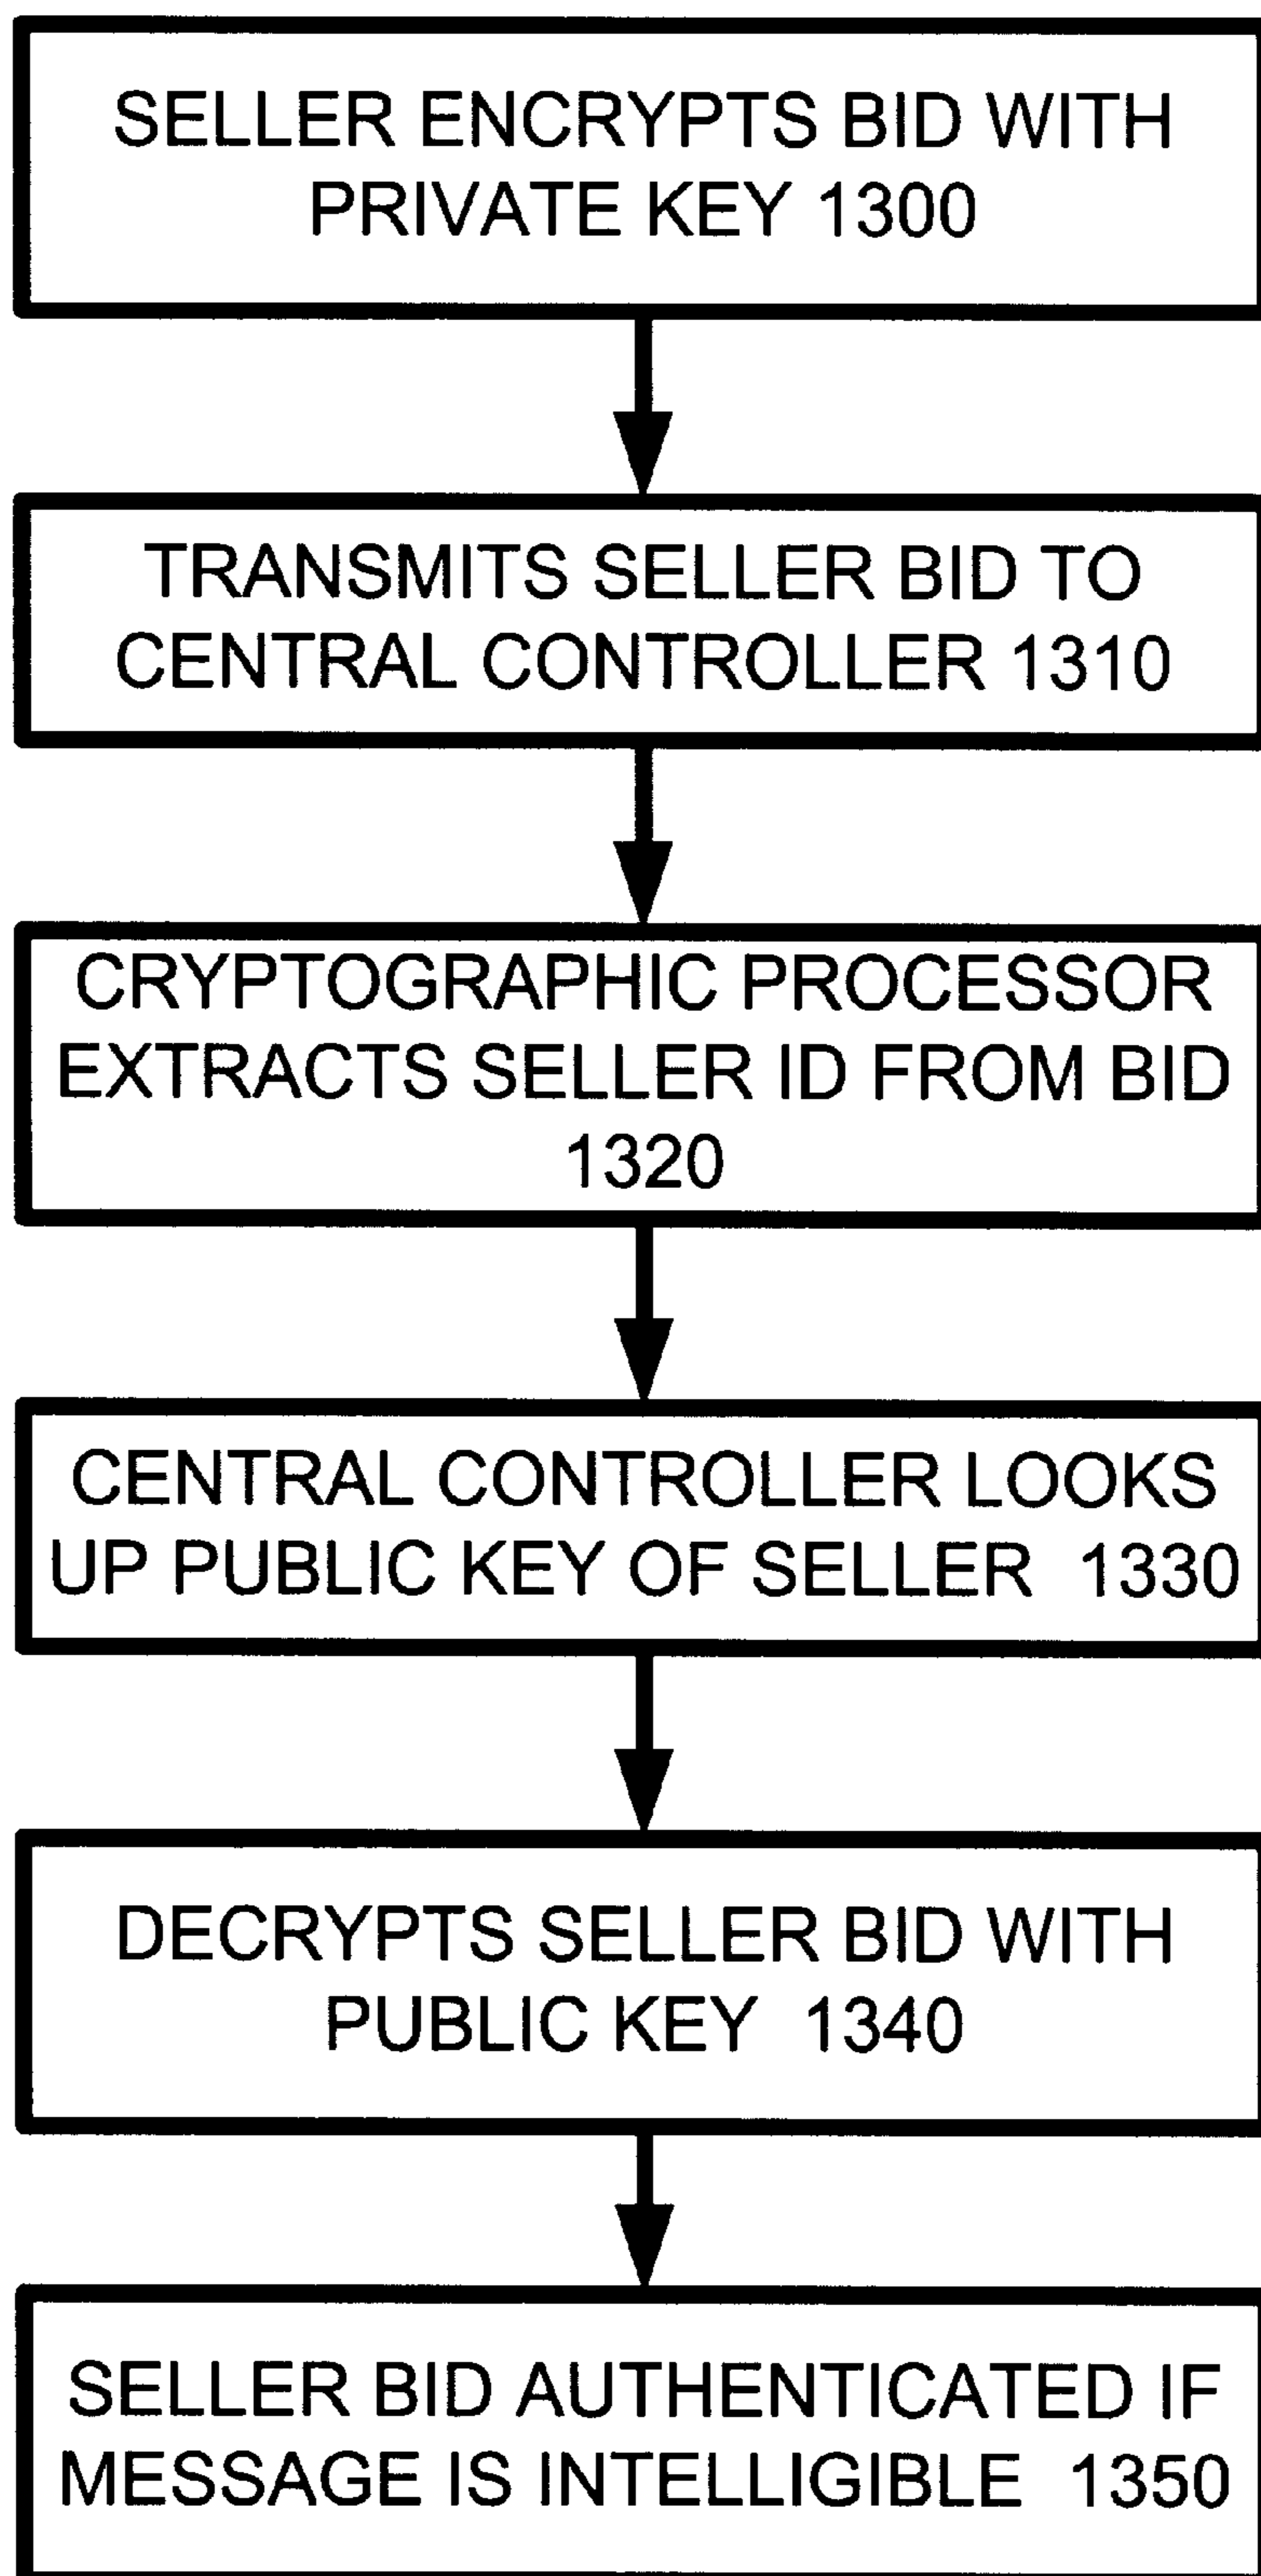 SELLER ENCRYPTS BID WITH
PRIVATE KEY 1300
TRANSMITS SELLER BID TO
CENTRAL CONTROLLER 1310
CRYPTOGRAPHIC PROCESSOR
EXTRACTS SELLER ID FROM BID
1320
CENTRAL CONTROLLER LOOKS
UP PUBLIC KEY OF SELLER 1330
DECRYPTS SELLER BID WITH
PUBLIC KEY 1340
SELLER BID AUTHENTICATED IF
MESSAGE IS INTELLIGIBLE 1350